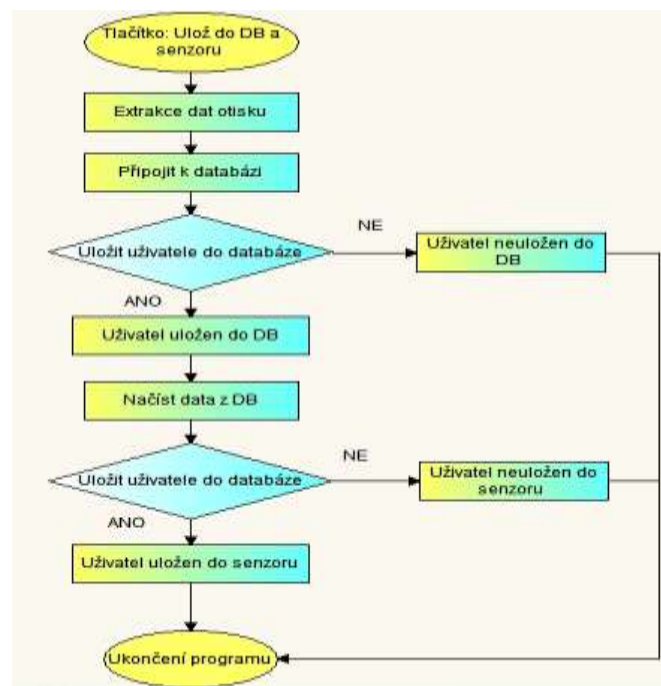 Tlačítko: Ulož do DB a
senzoru
Extrakce dat otisku
Připojit k databázi
Uložit uživatele do databáze
NE
Uživatel neuložen do
DB
ANO
Uživatel uložen do DB
Načíst data z DB
Uložit uživatele do databáze
NE
Uživatel neuložen do
senzoru
ANO
Uživatel uložen do senzoru
Ukončení programu